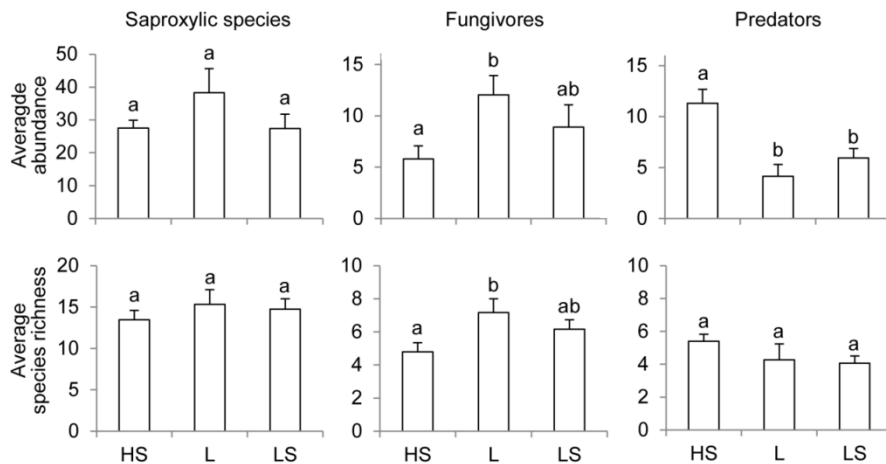 Saproxylic species Fungivores Predators
Averagde
abundance
50
40
30
20
10
0
a a a
15
10
5
0
a b ab
15
10
5
0
a b b
Average
species richness
20
15
10
5
0
a a a
10
8
6
4
2
0
a b ab
10
8
6
4
2
0
a a a
HS L LS HS L LS HS L LS